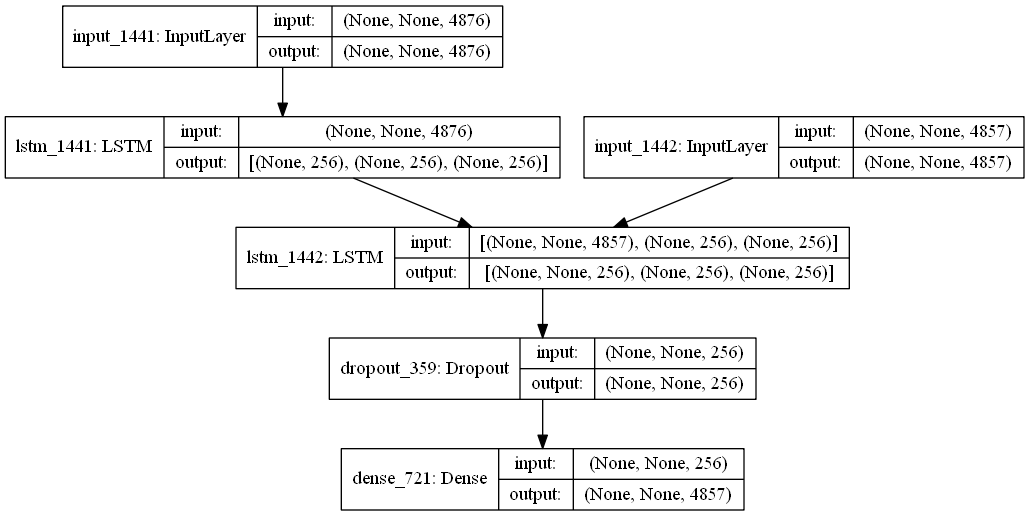 input_1441: InputLayer
input: (None, None, 4876)
output: (None, None, 4876)
lstm_1441: LSTM
input: (None, None, 4876)
output: [(None, 256), (None, 256), (None, 256)]
input_1442: InputLayer
input: (None, None, 4857)
output: (None, None, 4857)
lstm_1442: LSTM
input: [(None, None, 4857), (None, 256), (None, 256)]
output: [(None, None, 256), (None, 256), (None, 256)]
dropout_359: Dropout
input: (None, None, 256)
output: (None, None, 256)
dense_721: Dense
input: (None, None, 256)
output: (None, None, 4857)